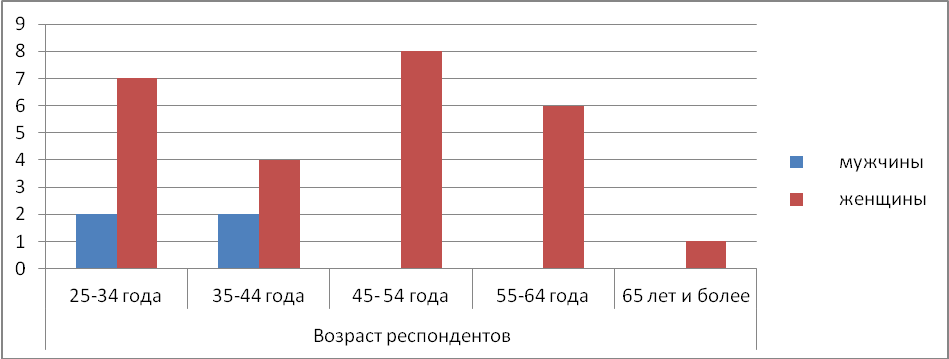 9
8
7
6
5
4
3
2
1
0
25-34 года
35-44 года
45- 54 года
55-64 года
65 лет и более
Возраст респондентов
мужчины
женщины